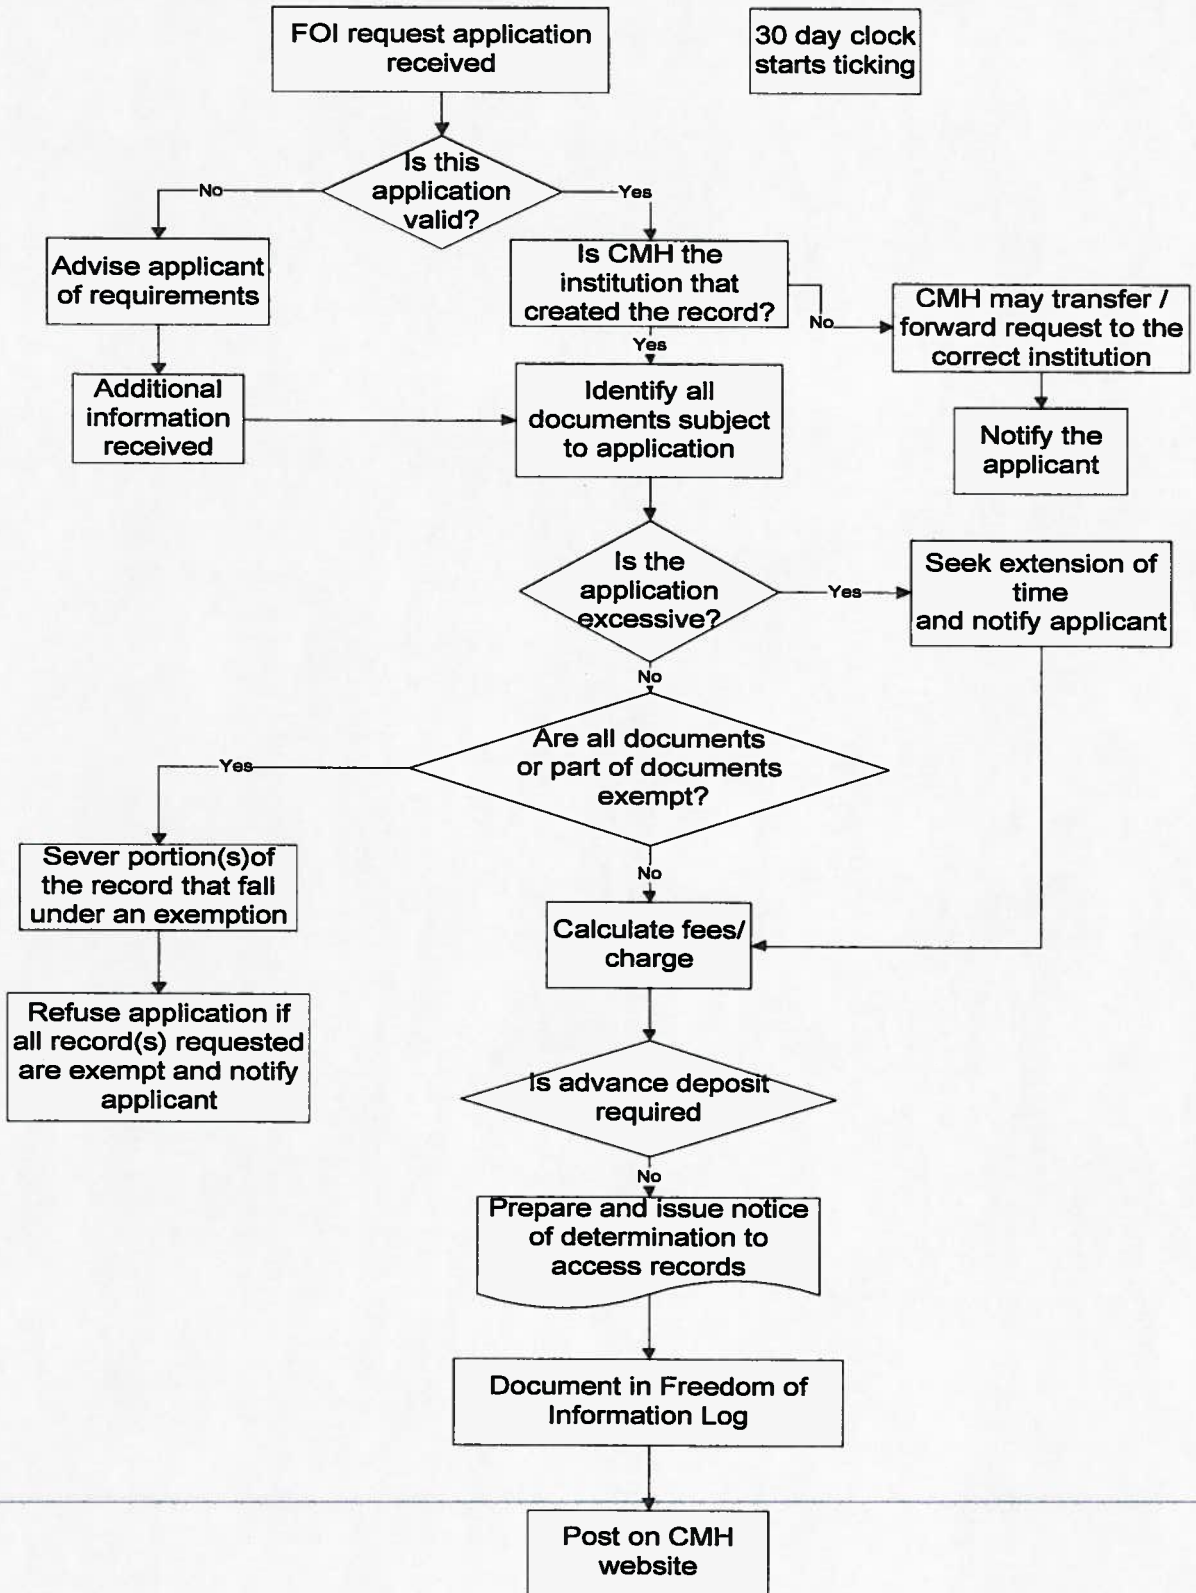 FOI request application
received
30 day clock
starts ticking
Is this
application
valid?
No
Yes
Advise applicant
of requirements
Is CMH the
institution that
created the record?
No
CMH may transfer /
forward request to the
correct institution
Yes
Additional
information
received
Identify all
documents subject
to application
Notify the
applicant
Is the
application
excessive?
Yes
Seek extension of
time
and notify applicant
No
Are all documents
or part of documents
exempt?
Yes
Sever portion(s)of
the record that fall
under an exemption
No
Calculate fees/
charge
Refuse application if
all record(s) requested
are exempt and notify
applicant
Is advance deposit
required
No
Prepare and issue notice
of determination to
access records
Document in Freedom of
Information Log
Post on CMH
website